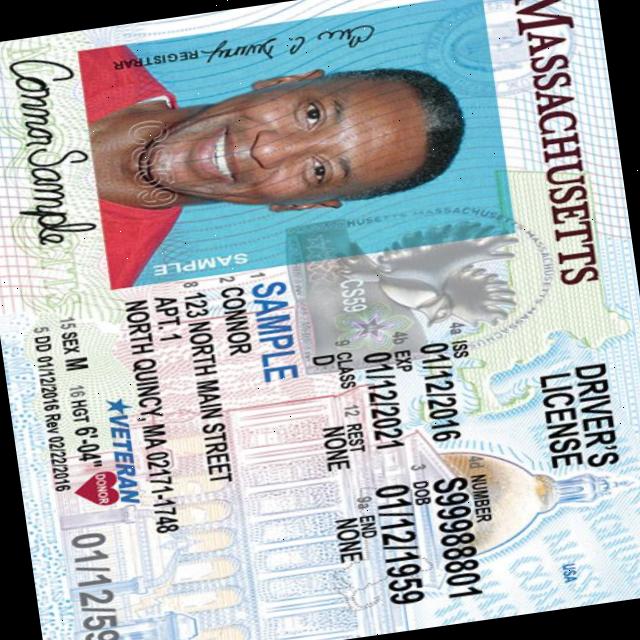 MASSACHUSETTS
DRIVER'S
LICENSE
USA
4a ISS
01/12/2016
4d NUMBER
S99988801
4b EXP
01/12/2021
3 DOB
01/12/1959
9 CLASS
D
12 REST
NONE
9a END
NONE
1 SAMPLE
2 CONNOR
8 123 NORTH MAIN STREET
APT. 1
NORTH QUINCY, MA 02171-1748
VETERAN
15 SEX M
16 HGT 6'-04"
DONOR
5 DD 01/12/2016 Rev 02/22/2016
01/12/59
CS59
SAMPLE
REGISTRAR
Connor Sample